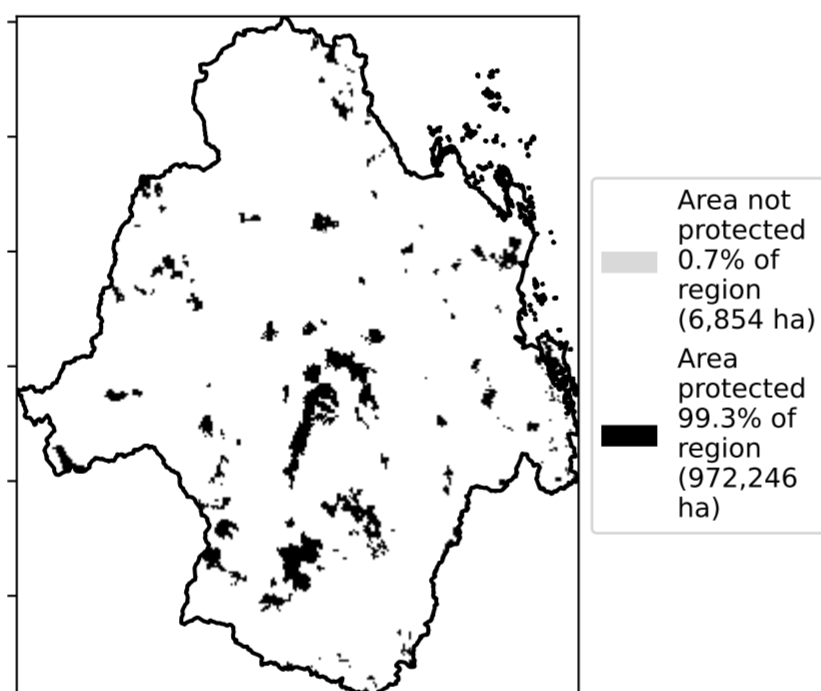 Area not
protected
0.7% of
region
(6,854 ha)
Area
protected
99.3% of
region
(972,246
ha)